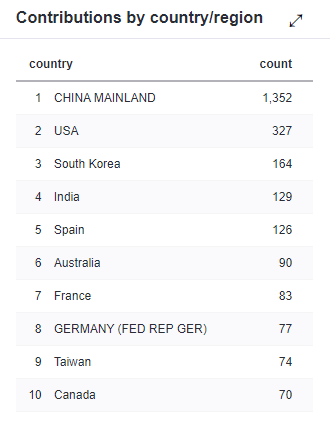 Contributions by country/region
country count
1 CHINA MAINLAND 1,352
2 USA 327
3 South Korea 164
4 India 129
5 Spain 126
6 Australia 90
7 France 83
8 GERMANY (FED REP GER) 77
9 Taiwan 74
10 Canada 70